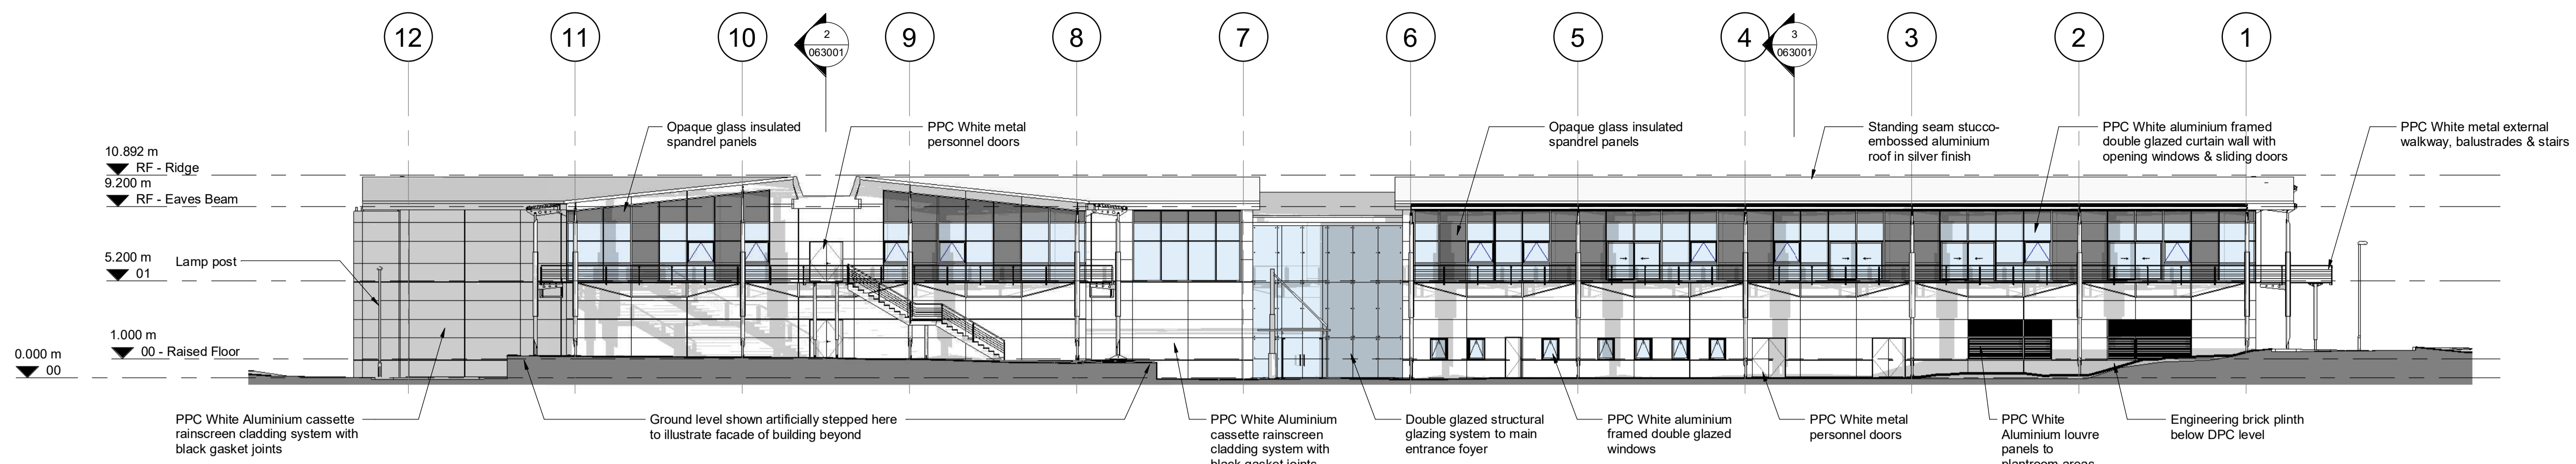 12
11
10
2
063001
9
8
7
6
5
4
3
063001
3
2
1
Opaque glass insulated
spandrel panels
PPC White metal
personnel doors
Opaque glass insulated
spandrel panels
Standing seam stucco-
embossed aluminium
roof in silver finish
PPC White aluminium framed
double glazed curtain wall with
opening windows & sliding doors
PPC White metal external
walkway, balustrades & stairs
10.892 m
RF - Ridge
9.200 m
RF - Eaves Beam
5.200 m
01
Lamp post
1.000 m
00 - Raised Floor
0.000 m
00
PPC White Aluminium cassette
rainscreen cladding system with
black gasket joints
Ground level shown artificially stepped here
to illustrate facade of building beyond
PPC White Aluminium
cassette rainscreen
cladding system with
black gasket joints
Double glazed structural
glazing system to main
entrance foyer
PPC White aluminium
framed double glazed
windows
PPC White metal
personnel doors
PPC White
Aluminium louvre
panels to
plantroom areas
Engineering brick plinth
below DPC level